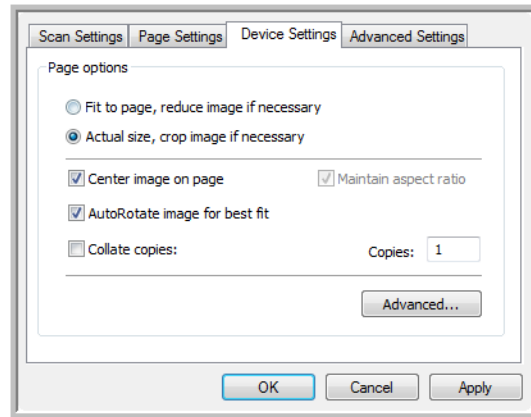 Scan Settings Page Settings Device Settings Advanced Settings
Page options
Fit to page, reduce image if necessary
Actual size, crop image if necessary
Center image on page Maintain aspect ratio
AutoRotate image for best fit
Collate copies: Copies: 1
Advanced...
OK Cancel Apply